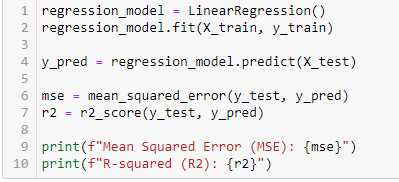 1 regression_model = LinearRegression()
2 regression_model.fit(X_train, y_train)
3
4 y_pred = regression_model.predict(X_test)
5
6 mse = mean_squared_error(y_test, y_pred)
7 r2 = r2_score(y_test, y_pred)
8
9 print(f"Mean Squared Error (MSE): {mse}")
10 print(f"R-squared (R2): {r2}")